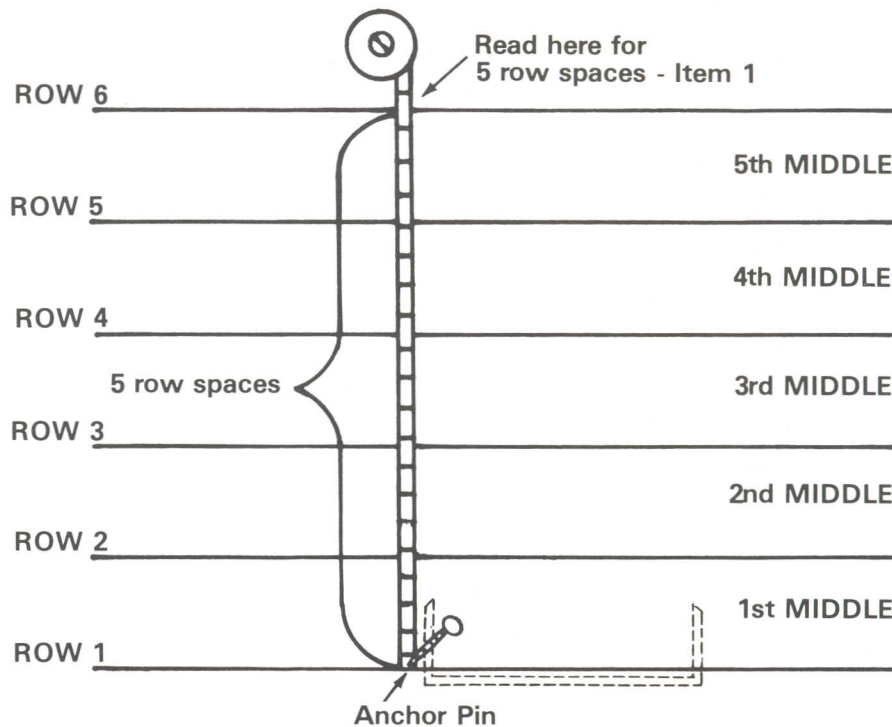 Read here for
5 row spaces - Item 1
ROW 6
5th MIDDLE
ROW 5
4th MIDDLE
ROW 4
5 row spaces
3rd MIDDLE
ROW 3
2nd MIDDLE
ROW 2
1st MIDDLE
ROW 1
Anchor Pin